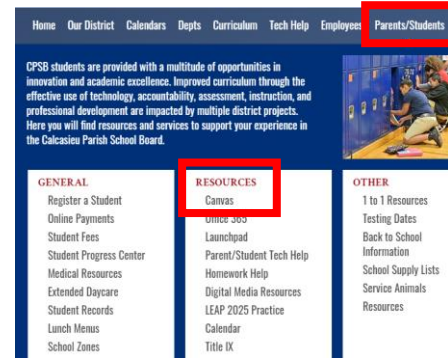 Home Our District Calendars Depts Curriculum Tech Help Employees Parents/Students
CPSB students are provided with a multitude of opportunities in
innovation and academic excellence. Improved curriculum through the
effective use of technology, accountability, assessment, instruction, and
professional development are impacted by multiple district projects.
Here you will find resources and services to support your experience in
the Calcasieu Parish School Board.
GENERAL
Register a Student
Online Payments
Student Fees
Student Progress Center
Medical Resources
Extended Daycare
Student Records
Lunch Menus
School Zones
RESOURCES
Canvas
Office 365
Launchpad
Parent/Student Tech Help
Homework Help
Digital Media Resources
LEAP 2025 Practice
Calendar
Title IX
OTHER
1 to 1 Resources
Testing Dates
Back to School
Information
School Supply Lists
Service Animals
Resources